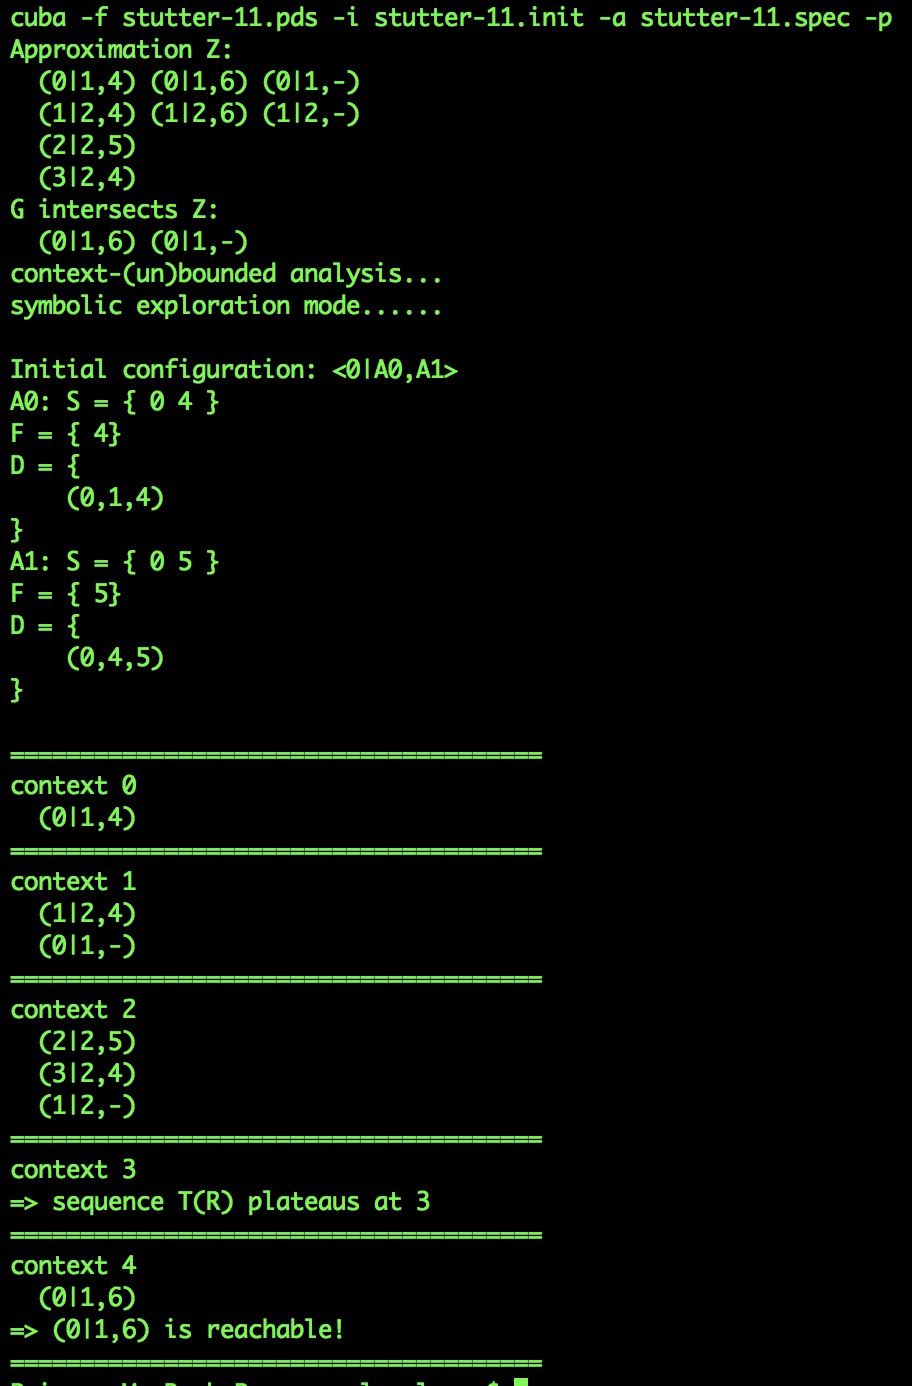 cuba -f stutter-11.pds -i stutter-11.init -a stutter-11.spec -p
Approximation Z:
  (0|1,4) (0|1,6) (0|1,-)
  (1|2,4) (1|2,6) (1|2,-)
  (2|2,5)
  (3|2,4)
G intersects Z:
  (0|1,6) (0|1,-)
context-(un)bounded analysis...
symbolic exploration mode......
Initial configuration: <0|A0,A1>
A0: S = { 0 4 }
F = { 4}
D = {
    (0,1,4)
}
A1: S = { 0 5 }
F = { 5}
D = {
    (0,4,5)
}
======================================
context 0
  (0|1,4)
======================================
context 1
  (1|2,4)
  (0|1,-)
======================================
context 2
  (2|2,5)
  (3|2,4)
  (1|2,-)
======================================
context 3
=> sequence T(R) plateaus at 3
======================================
context 4
  (0|1,6)
=> (0|1,6) is reachable!
======================================